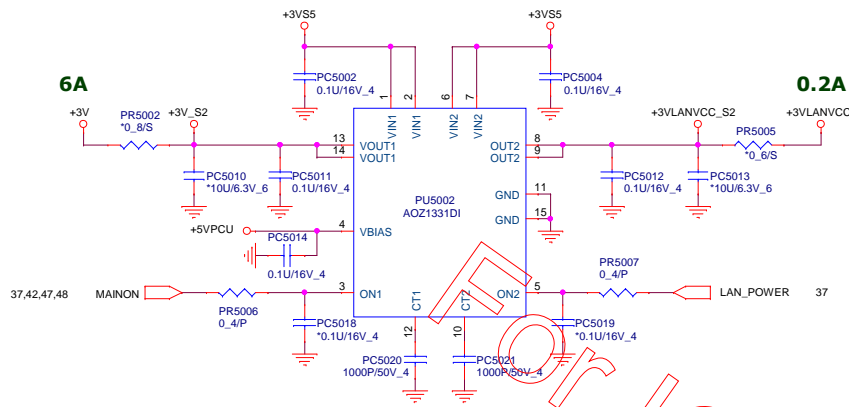 +3VS5
+3VS5
6A
0.2A
PC5002
0.1U/16V_4
PC5004
0.1U/16V_4
1
2
6
7
VIN1
VIN1
VIN2
VIN2
+3V
PR5002
*0_8/S
+3V_S2
+3VLANVCC_S2
PR5005
*0_6/S
+3VLANVCC
13
VOUT1
14
VOUT1
OUT2
8
OUT2
9
PC5010
*10U/6.3V_6
PC5011
0.1U/16V_4
PU5002
AOZ1331DI
PC5012
0.1U/16V_4
PC5013
*10U/6.3V_6
GND
11
GND
15
+5VPCU
4
VBIAS
PC5014
0.1U/16V_4
37,42,47,48
MAINON
PR5006
0_4/P
3
ON1
CT1
CT2
ON2
5
PR5007
0_4/P
LAN_POWER
37
PC5018
*0.1U/16V_4
12
10
PC5019
*0.1U/16V_4
PC5020
1000P/50V_4
PC5021
1000P/50V_4
For